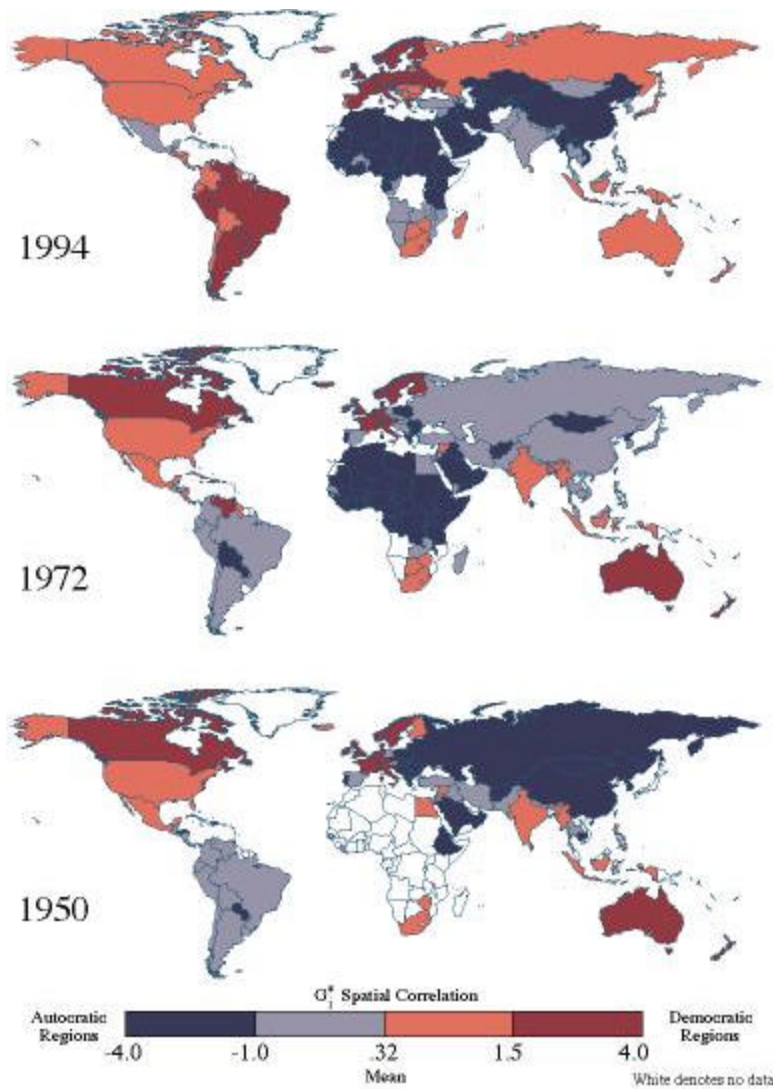 1994
1972
1950
G*i Spatial Correlation
Autocratic Regions
Democratic Regions
-4.0 -1.0 .32 1.5 4.0
Mean
White denotes no data